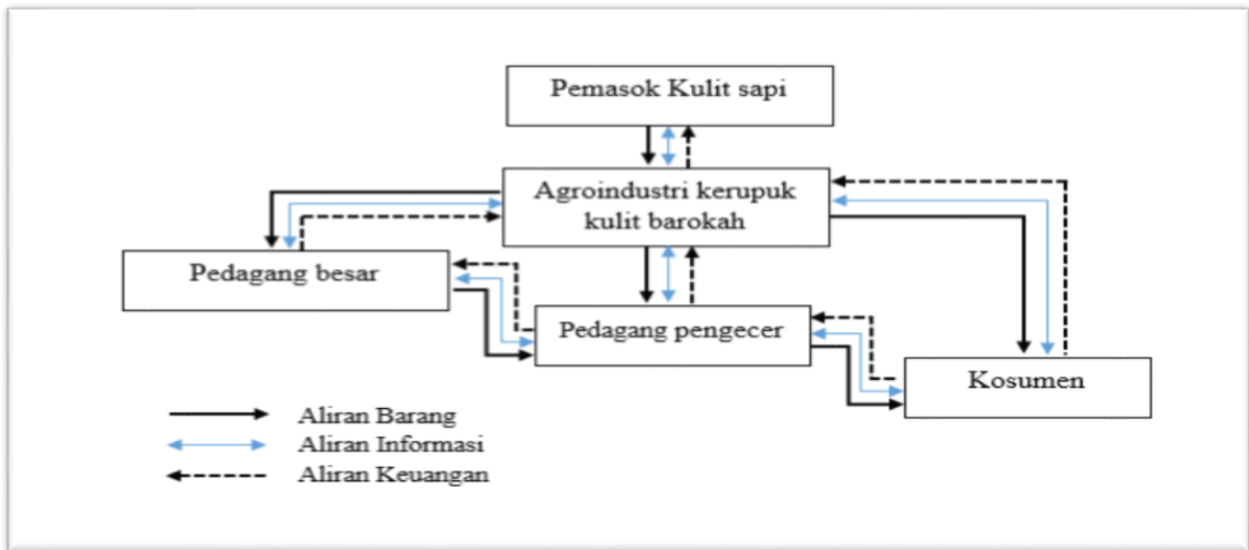 Pemasok Kulit sapi
Agroindustri kerupuk
kulit barokah
Pedagang besar
Pedagang pengecer
Kosumen
Aliran Barang
Aliran Informasi
Aliran Keuangan